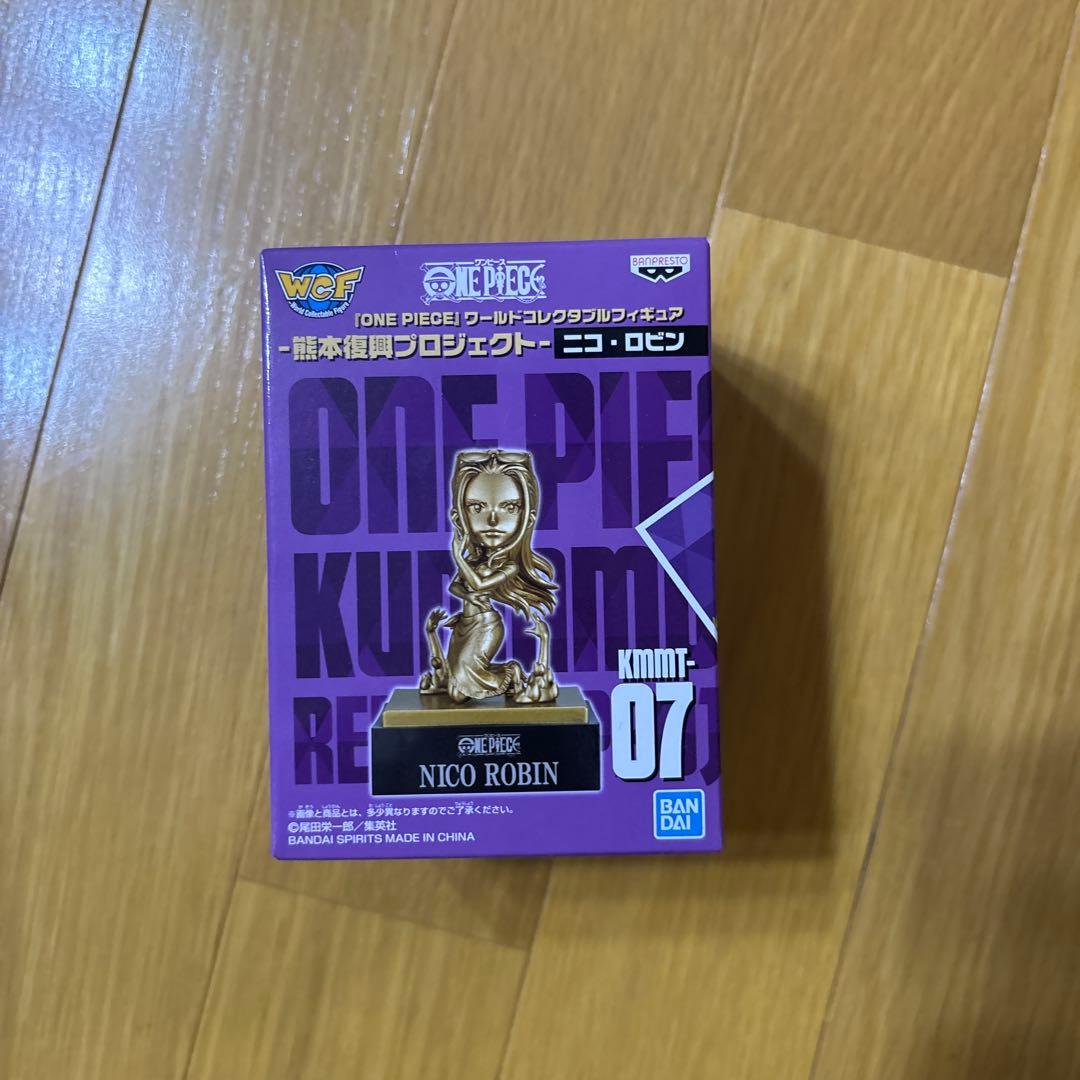 WCF
World Collectable Figure
ワンピース
ONE PIECE
BANPRESTO
『ONE PIECE』ワールドコレクタブルフィギュア
-熊本復興プロジェクト- ニコ・ロビン
ONE PIE
KU
RE
KMMT-
07
ONE PIECE
NICO ROBIN
※画像と商品とは、多少異なりますのでご了承ください。
©尾田栄一郎/集英社
BANDAI SPIRITS MADE IN CHINA
BAN
DAI